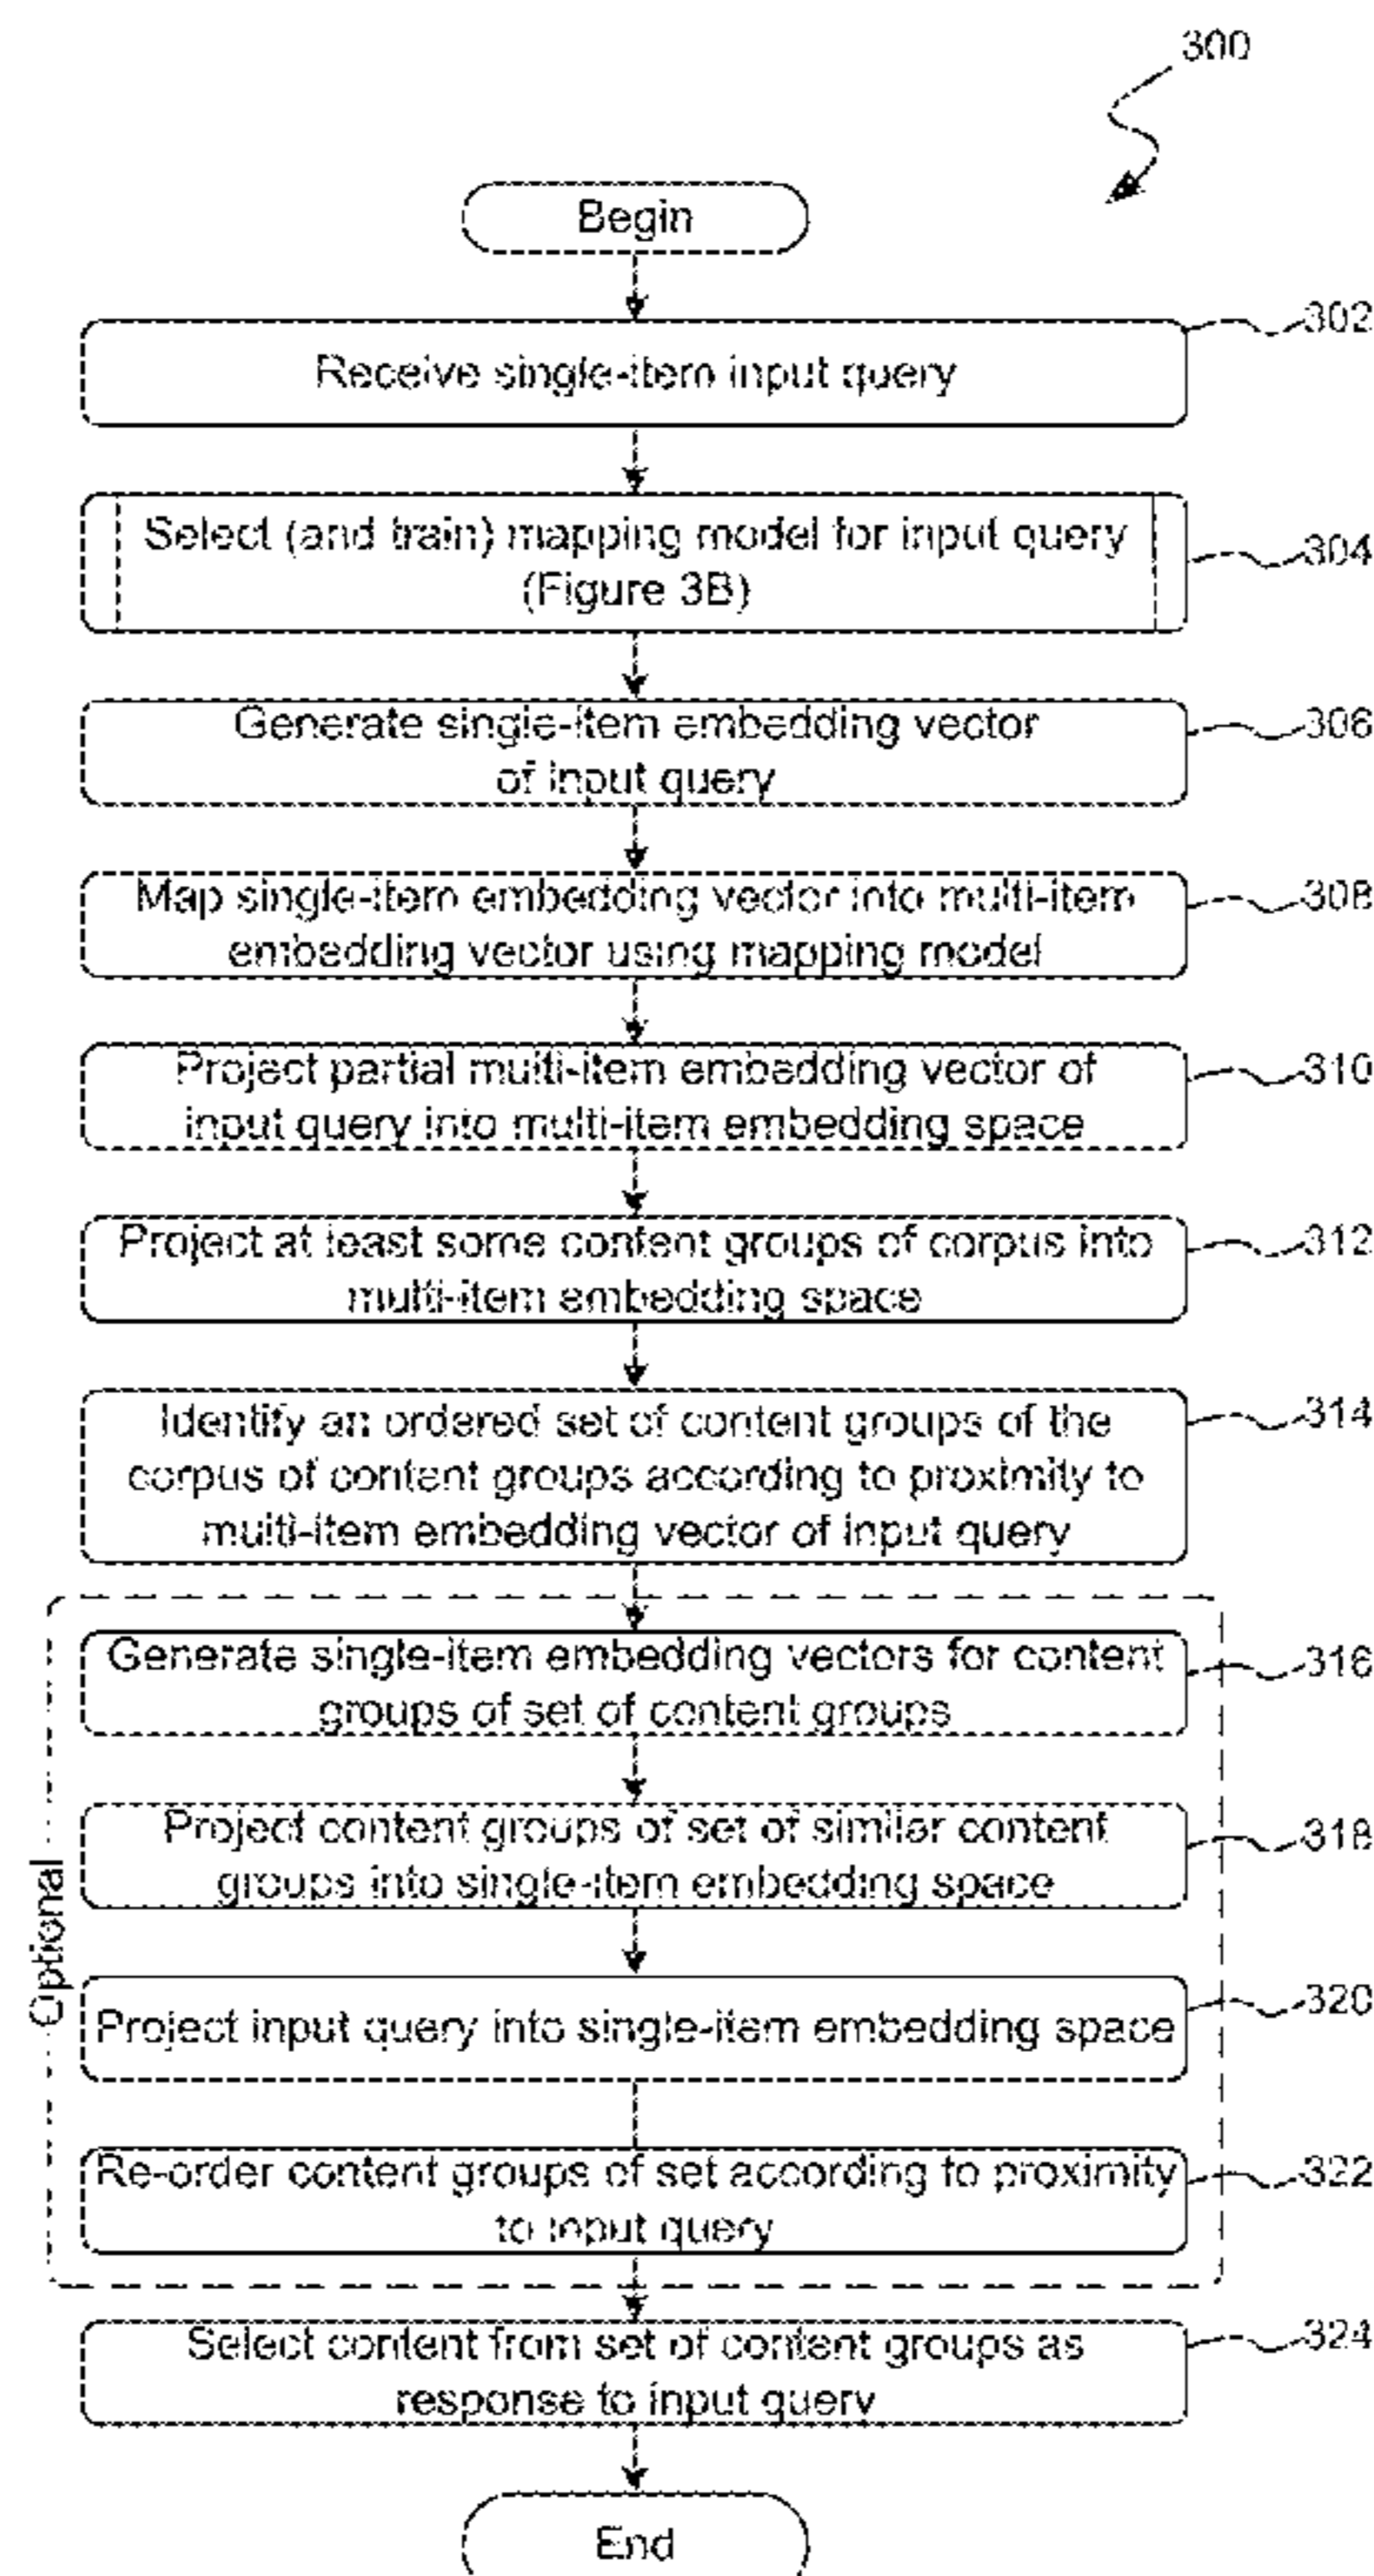 300
Begin
302
Receive single-item input query
304
Select (and train) mapping model for input query
(Figure 3B)
306
Generate single-item embedding vector
of input query
308
Map single-item embedding vector into multi-item
embedding vector using mapping model
310
Project partial multi-item embedding vector of
input query into multi-item embedding space
312
Project at least some content groups of corpus into
multi-item embedding space
314
Identify an ordered set of content groups of the
corpus of content groups according to proximity to
multi-item embedding vector of input query
Optional
316
Generate single-item embedding vectors for content
groups of set of content groups
318
Project content groups of set of similar content
groups into single-item embedding space
320
Project input query into single-item embedding space
322
Re-order content groups of set according to proximity
to input query
324
Select content from set of content groups as
response to input query
End